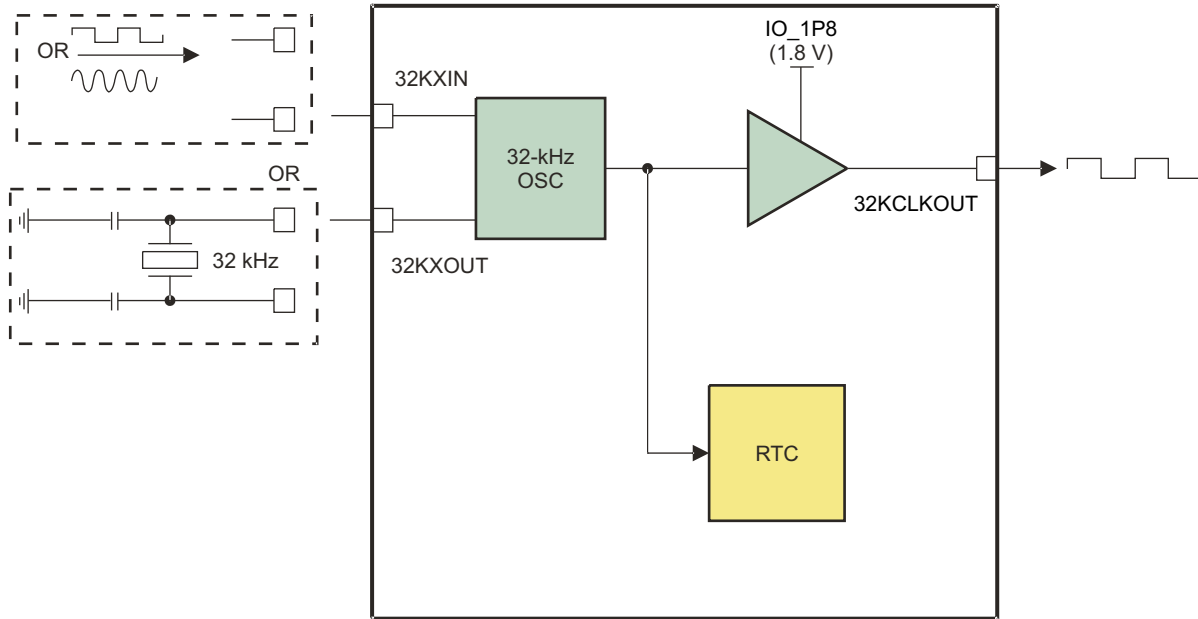 OR
32KXIN
32KXOUT
OR
32 kHz
32-kHz
OSC
IO_1P8
(1.8 V)
32KCLKOUT
RTC